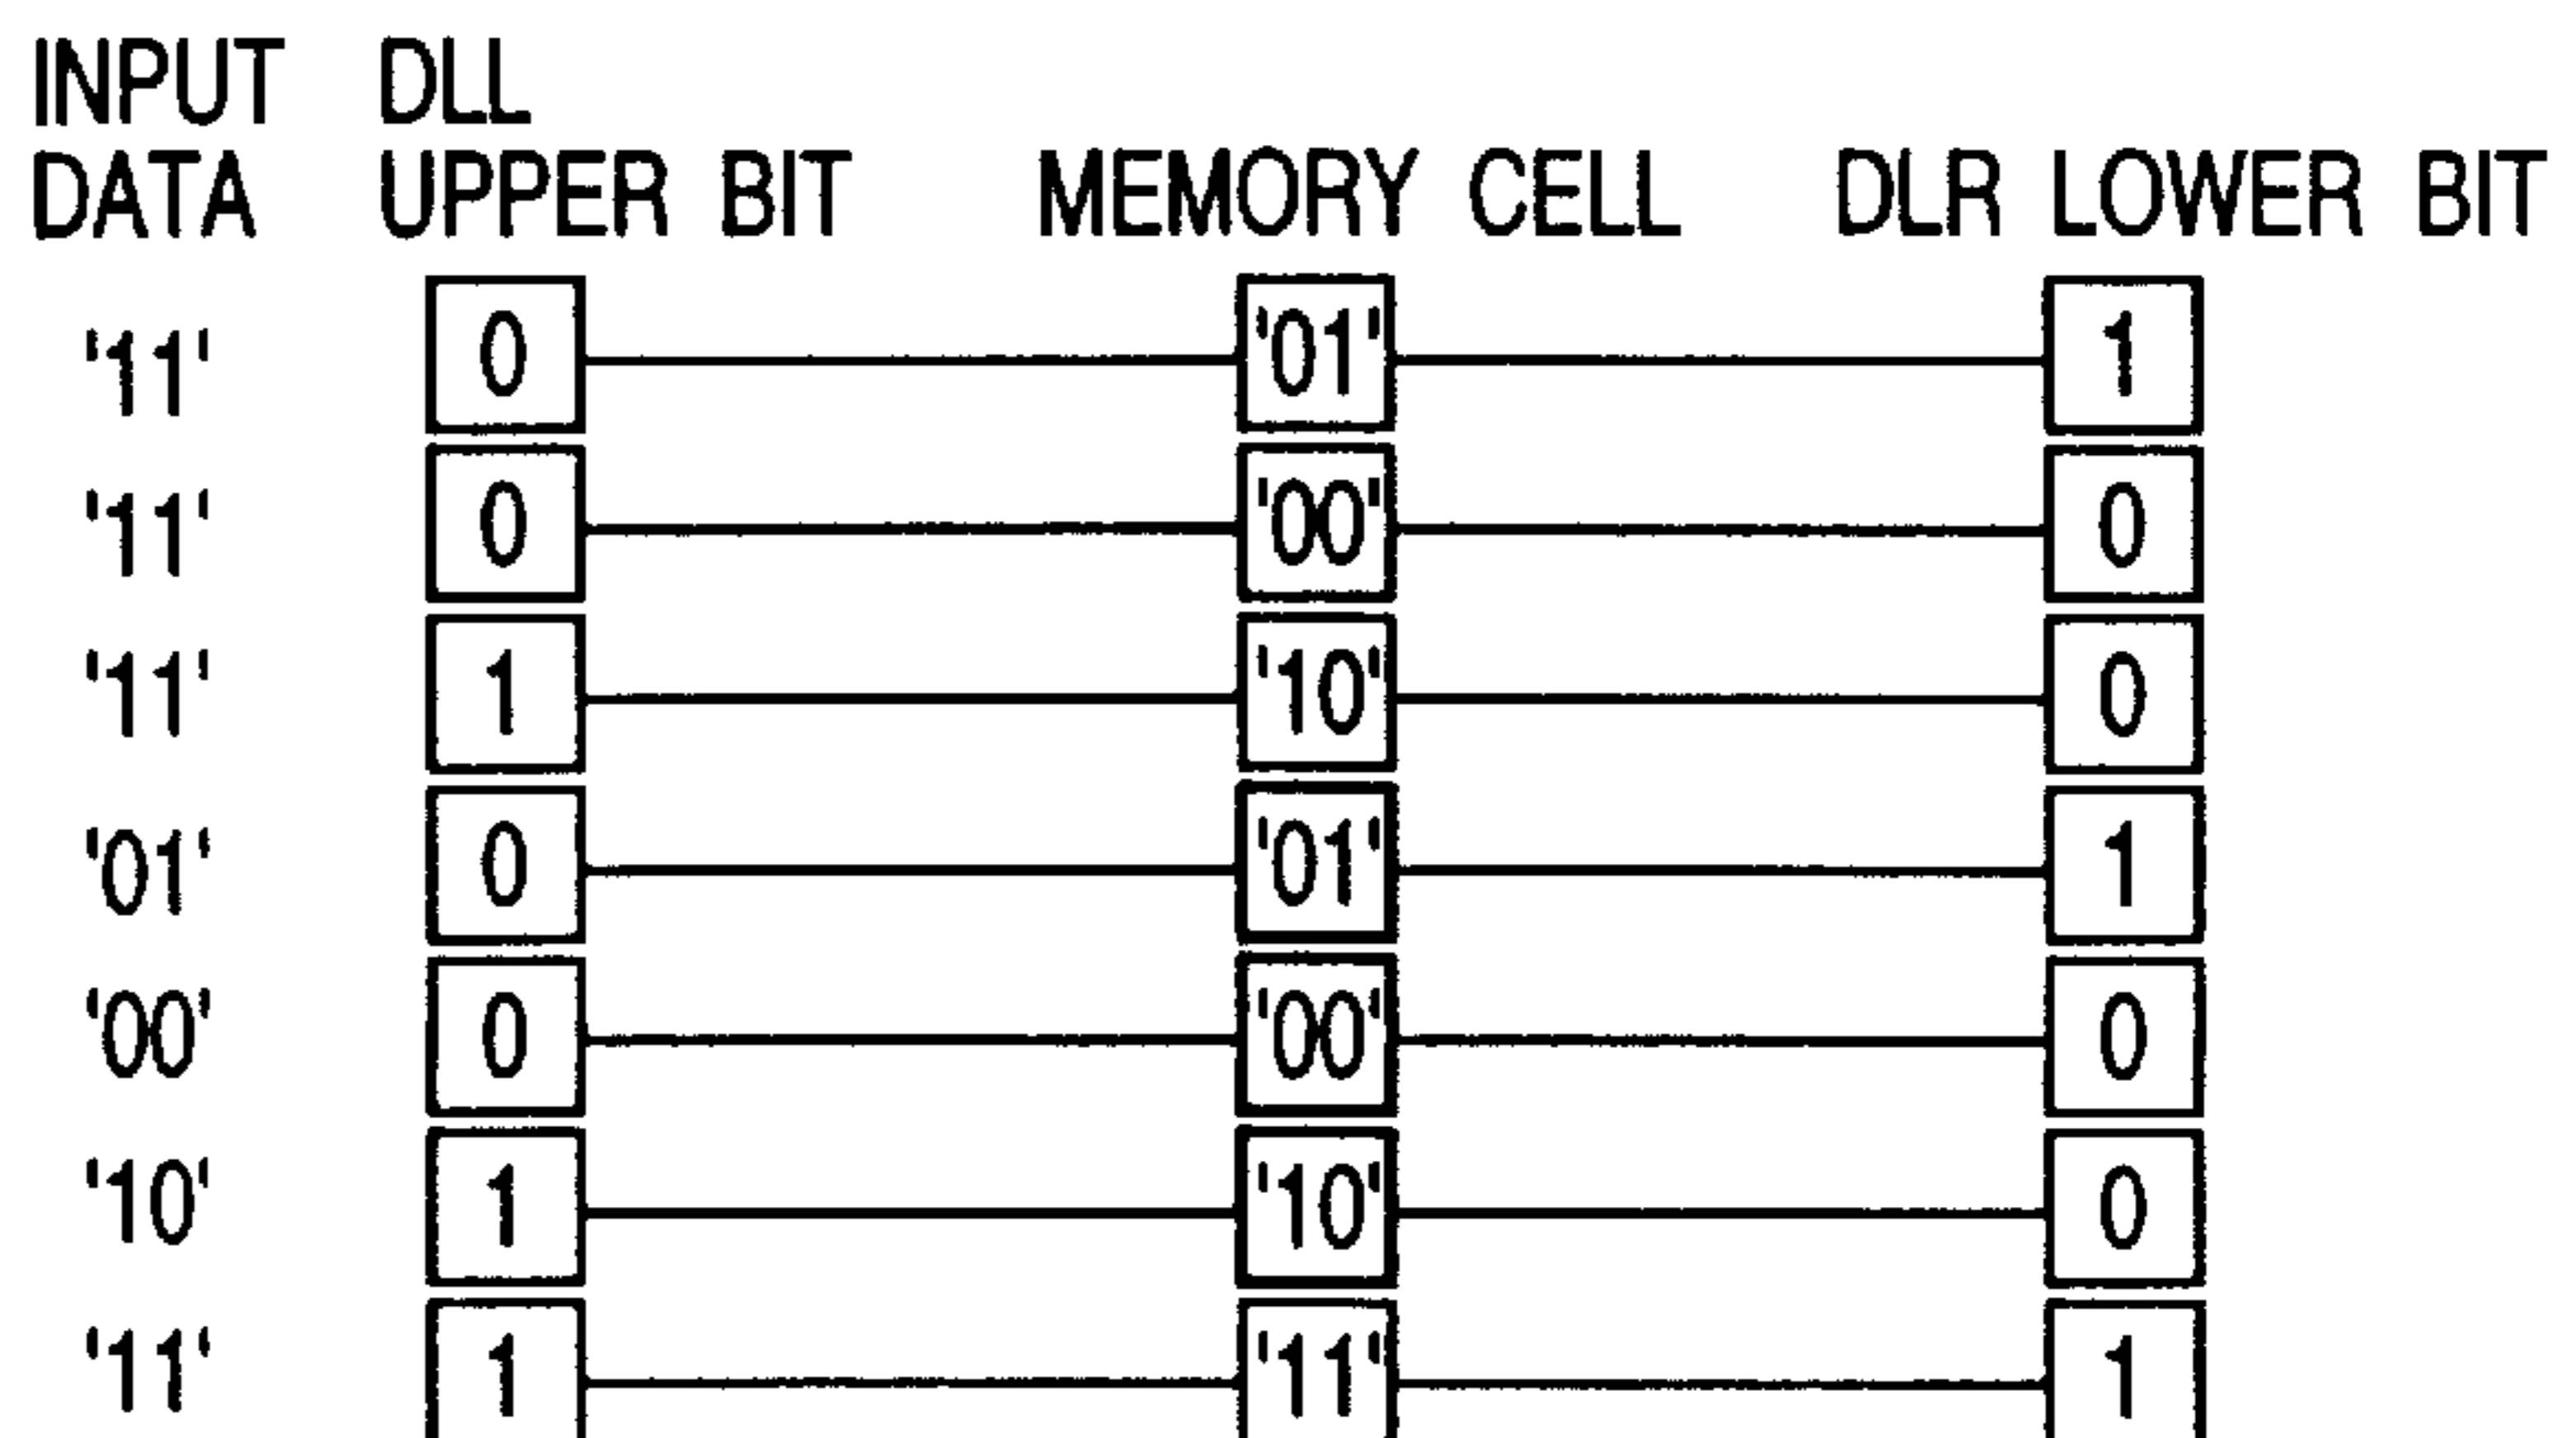 INPUT DLL
DATA UPPER BIT MEMORY CELL DLR LOWER BIT
'11' 0 '01' 1
'11' 0 '00' 0
'11' 1 '10' 0
'01' 0 '01' 1
'00' 0 '00' 0
'10' 1 '10' 0
'11' 1 '11' 1